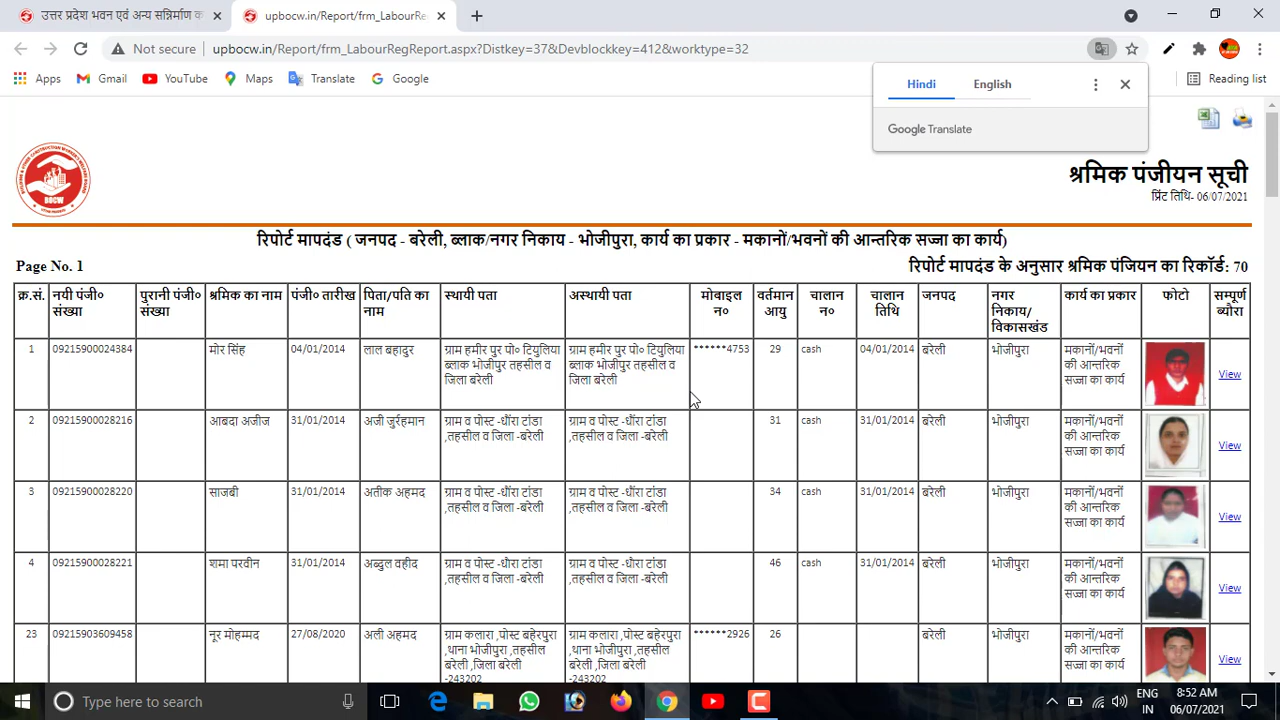 उत्तर प्रदेश भवन एवं अन्य सन्निर्माण क
upbocw.in/Report/frm_LabourReg
Not secure
upbocw.in/Report/frm_LabourRegReport.aspx?Distkey=37&Devblockkey=412&worktype=32
Apps
Gmail
YouTube
Maps
Translate
Google
Reading list
Hindi
English
Google Translate
BOCW
श्रमिक पंजीयन सूची
प्रिंट तिथि- 06/07/2021
रिपोर्ट मापदंड ( जनपद - बरेली, ब्लाक/नगर निकाय - भोजीपुरा, कार्य का प्रकार - मकानों/भवनों की आन्तरिक सज्जा का कार्य)
Page No. 1
रिपोर्ट मापदंड के अनुसार श्रमिक पंजियन का रिकॉर्ड: 70
क्र.सं. नयी पंजी० पुरानी पंजी० श्रमिक का नाम पंजी० तारीख पिता/पति का स्थायी पता अस्थायी पता मोबाइल वर्तमान चालान चालान जनपद नगर कार्य का प्रकार फोटो सम्पूर्ण
संख्या संख्या नाम न० आयु न० तिथि निकाय/ ब्यौरा
विकासखंड
1 09215900024384 मोर सिंह 04/01/2014 लाल बहादुर ग्राम हमीर पुर पो० टियुलिया ग्राम हमीर पुर पो० टियुलिया ******4753 29 cash 04/01/2014 बरेली भोजीपुरा मकानों/भवनों
ब्लाक भोजीपुर तहसील व ब्लाक भोजीपुर तहसील व की आन्तरिक
जिला बरेली जिला बरेली सज्जा का कार्य View
2 09215900028216 आबदा अजीज 31/01/2014 अजी जुर्रहमान ग्राम व पोस्ट -धौंरा टांडा ग्राम व पोस्ट -धौंरा टांडा 31 cash 31/01/2014 बरेली भोजीपुरा मकानों/भवनों
,तहसील व जिला -बरेली ,तहसील व जिला -बरेली की आन्तरिक
सज्जा का कार्य View
3 09215900028220 साजबी 31/01/2014 अतीक अहमद ग्राम व पोस्ट -धौंरा टांडा ग्राम व पोस्ट -धौंरा टांडा 34 cash 31/01/2014 बरेली भोजीपुरा मकानों/भवनों
,तहसील व जिला -बरेली ,तहसील व जिला -बरेली की आन्तरिक
सज्जा का कार्य View
4 09215900028221 शमा परवीन 31/01/2014 अब्दुल वहीद ग्राम व पोस्ट -धौरा टांडा ग्राम व पोस्ट -धौरा टांडा 46 cash 31/01/2014 बरेली भोजीपुरा मकानों/भवनों
,तहसील व जिला -बरेली ,तहसील व जिला -बरेली की आन्तरिक
सज्जा का कार्य View
23 09215903609458 नूर मोहम्मद 27/08/2020 अली अहमद ग्राम कलारा ,पोस्ट बहेरपुरा ग्राम कलारा ,पोस्ट बहेरपुरा ******2926 26 बरेली भोजीपुरा मकानों/भवनों
,थाना भोजीपुरा ,तहसील ,थाना भोजीपुरा ,तहसील की आन्तरिक
बरेली ,जिला बरेली बरेली ,जिला बरेली सज्जा का कार्य View
-243202 -243202
Type here to search
ENG
IN
8:52 AM
06/07/2021